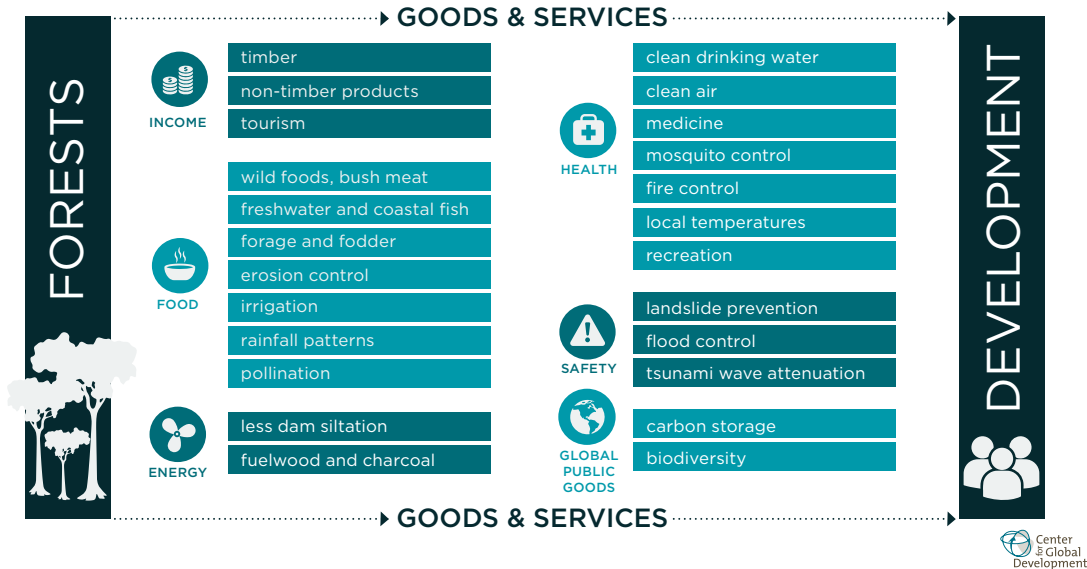 GOODS & SERVICES
FORESTS
INCOME
timber
non-timber products
tourism
FOOD
wild foods, bush meat
freshwater and coastal fish
forage and fodder
erosion control
irrigation
rainfall patterns
pollination
ENERGY
less dam siltation
fuelwood and charcoal
HEALTH
clean drinking water
clean air
medicine
mosquito control
fire control
local temperatures
recreation
SAFETY
landslide prevention
flood control
tsunami wave attenuation
GLOBAL
PUBLIC
GOODS
carbon storage
biodiversity
DEVELOPMENT
GOODS & SERVICES
Center
for Global
Development